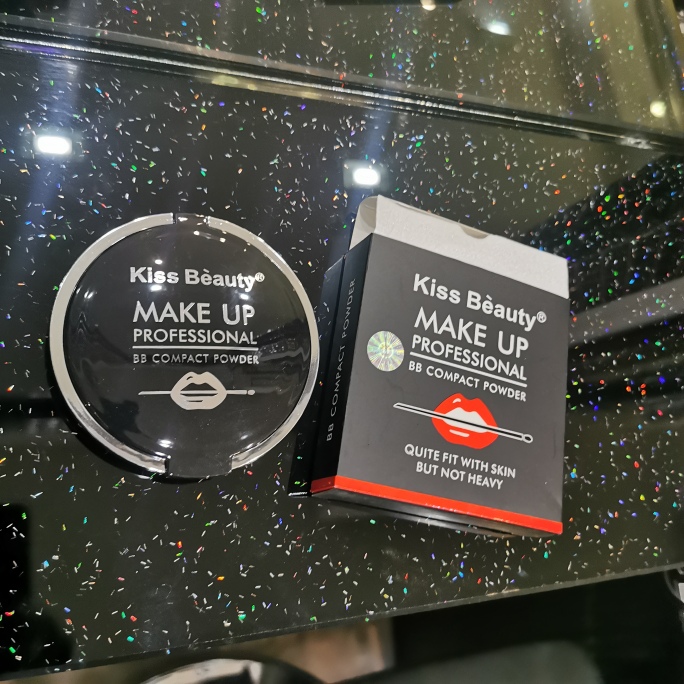 Kiss Bèauty®
MAKE UP
PROFESSIONAL
BB COMPACT POWDER
Kiss Bèauty®
MAKE UP
PROFESSIONAL
BB COMPACT POWDER
QUITE FIT WITH SKIN
BUT NOT HEAVY
BB COMPACT POWDER